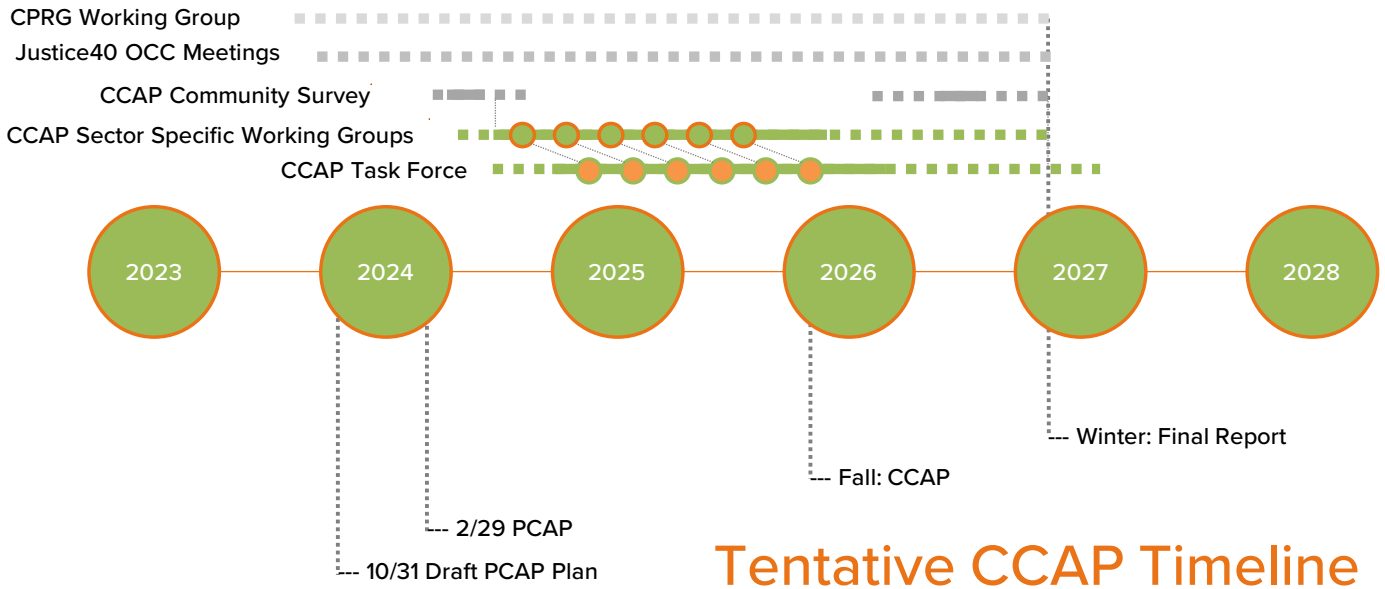 CPRG Working Group
Justice40 OCC Meetings
CCAP Community Survey
CCAP Sector Specific Working Groups
CCAP Task Force
2023
2024
2025
2026
2027
2028
--- Winter: Final Report
--- Fall: CCAP
--- 2/29 PCAP
--- 10/31 Draft PCAP Plan
Tentative CCAP Timeline